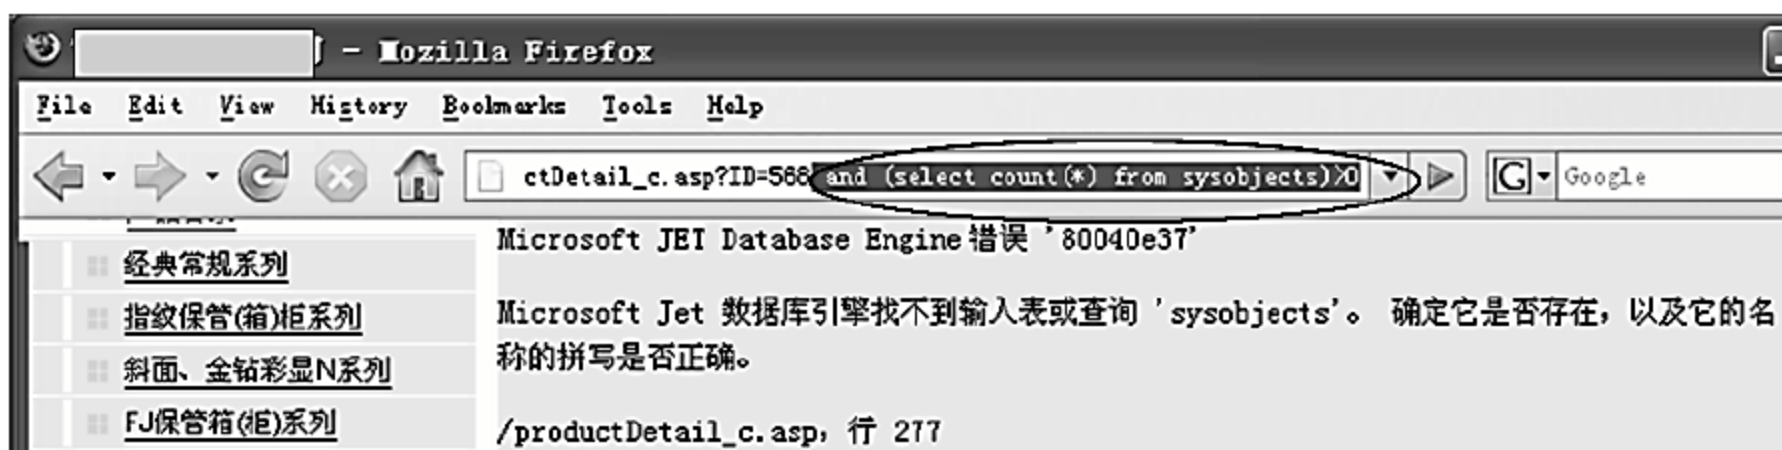 - Mozilla Firefox
File Edit View History Bookmarks Tools Help
ctDetail_c.asp?ID=568 and (select count(*) from sysobjects)>0 G Google
Microsoft JET Database Engine 错误 '80040e37'
经典常规系列
Microsoft Jet 数据库引擎找不到输入表或查询 'sysobjects'。 确定它是否存在，以及它的名
指纹保管(箱)柜系列
称的拼写是否正确。
斜面、金钻彩显N系列
FJ保管箱(柜)系列
/productDetail_c.asp，行 277